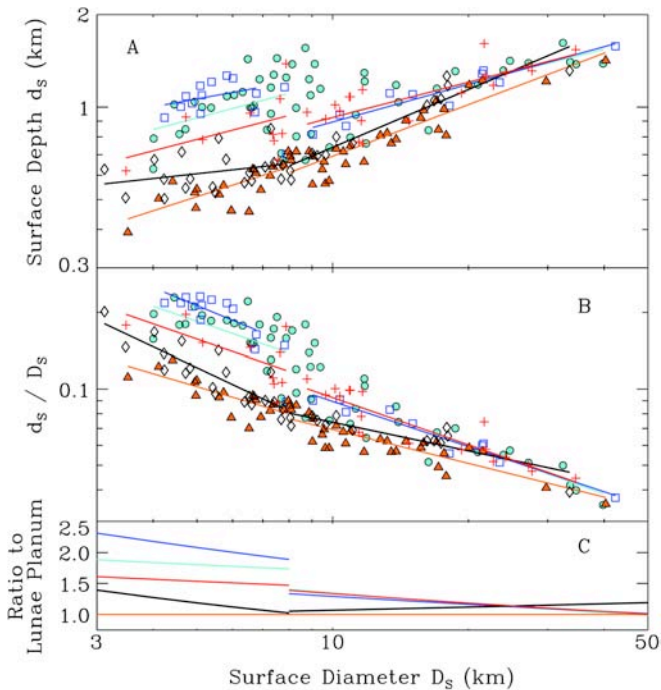 2
A
1
Surface Depth d_s (km)
0.3
B
0.1
d_s / D_s
2.5
C
2.0
1.5
1.0
Ratio to
Lunae Planum
3
10
50
Surface Diameter D_s (km)